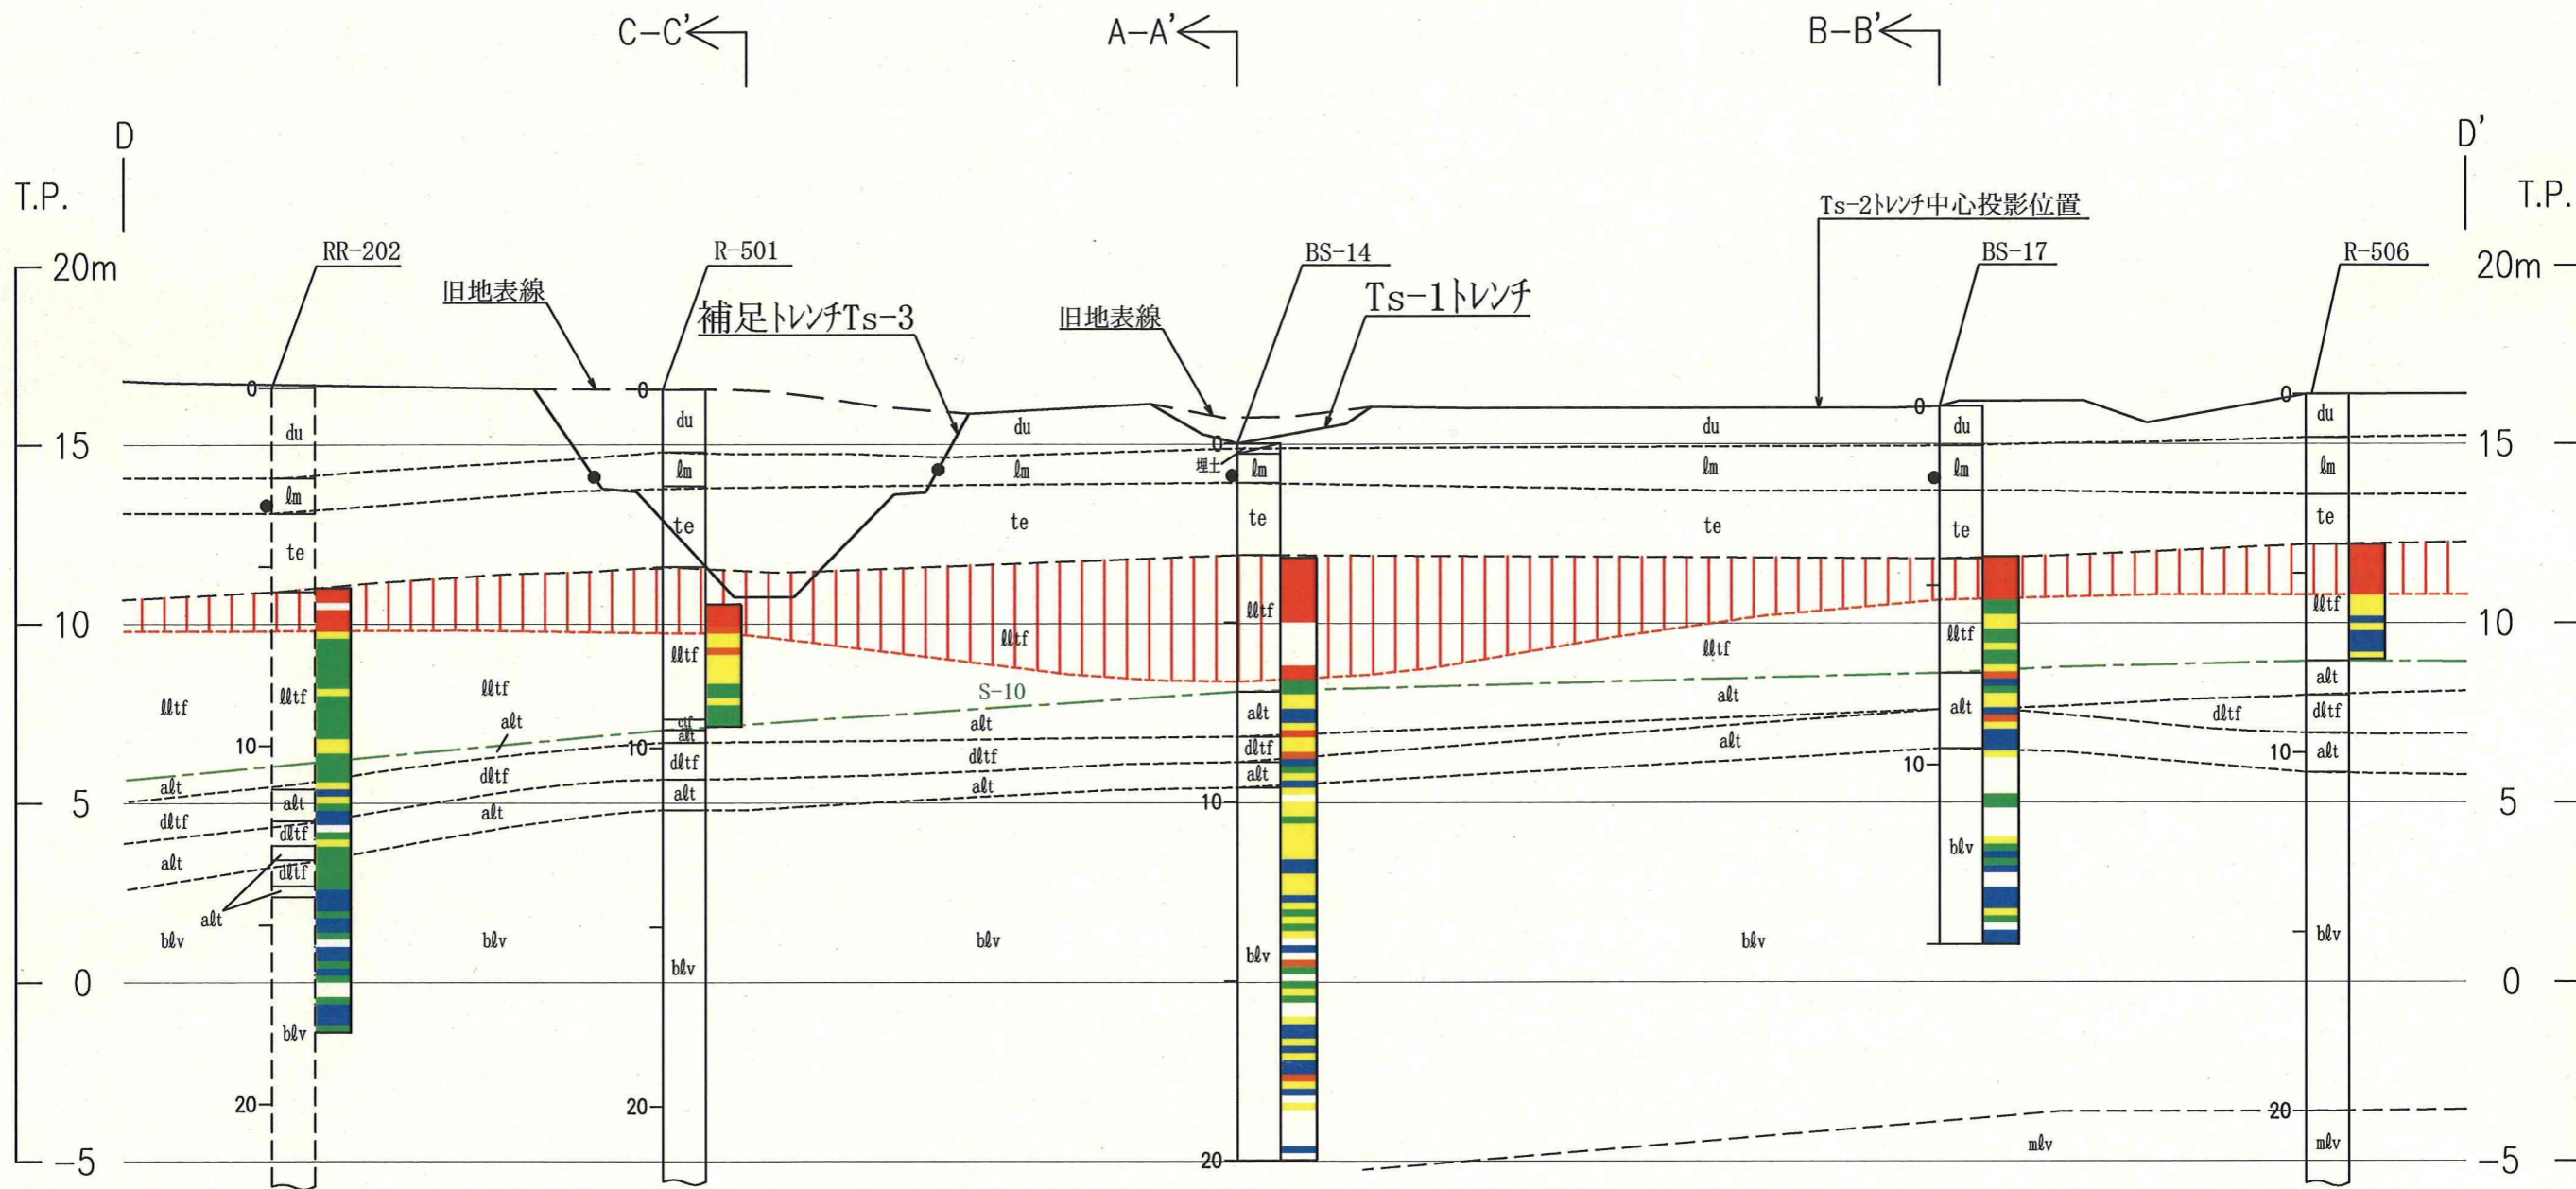 C-C' A-A' B-B'
D D'
T.P. T.P.
Ts-2トレンチ中心投影位置
RR-202 R-501 BS-14 BS-17 R-506
20m 20m
旧地表線 補足トレンチTs-3 旧地表線 Ts-1トレンチ
0 0 0 0 0
du du du du du du du
15 15
埋土
lm lm lm lm lm lm lm
te te te te te te te
10 10
lltf lltf lltf lltf lltf lltf lltf lltf lltf
S-10
ctf
alt alt alt alt alt alt alt alt
dltf dltf dltf dltf dltf dltf dltf dltf dltf
alt alt alt alt alt alt alt alt alt
10 10 10 10 10
5 5
blv blv blv blv blv blv blv blv blv
0 0
20 20 20 20
mlv mlv
-5 -5